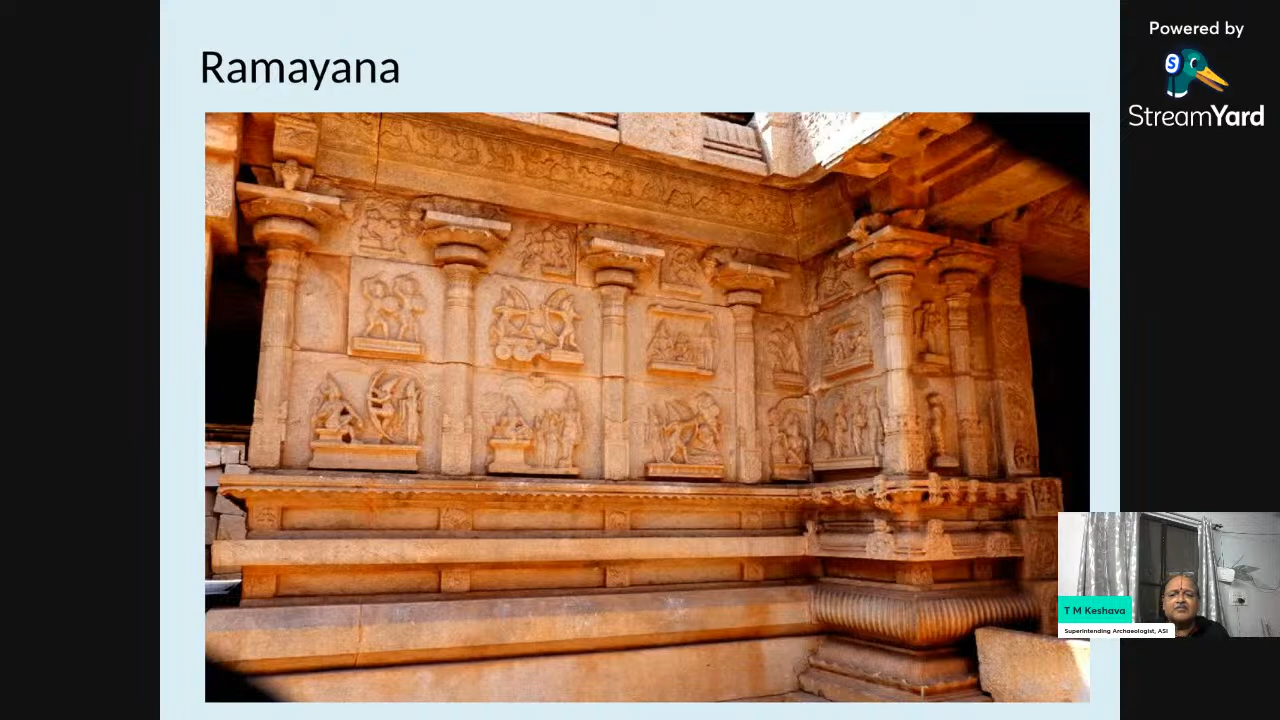 Ramayana
Powered by
S
StreamYard
T M Keshava
Superintending Archaeologist, ASI